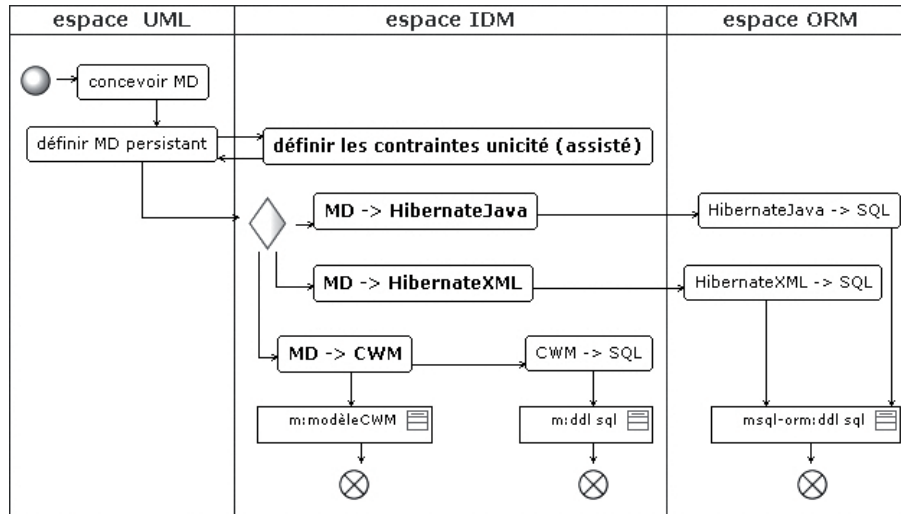 espace UML
espace IDM
espace ORM
concevoir MD
définir MD persistant
définir les contraintes unicité (assisté)
MD -> HibernateJava
HibernateJava -> SQL
MD -> HibernateXML
HibernateXML -> SQL
MD -> CWM
CWM -> SQL
m:modèleCWM
m:ddl sql
msql-orm:ddl sql